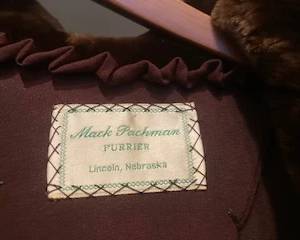 Mack Pachman
FURRIER
Lincoln, Nebraska